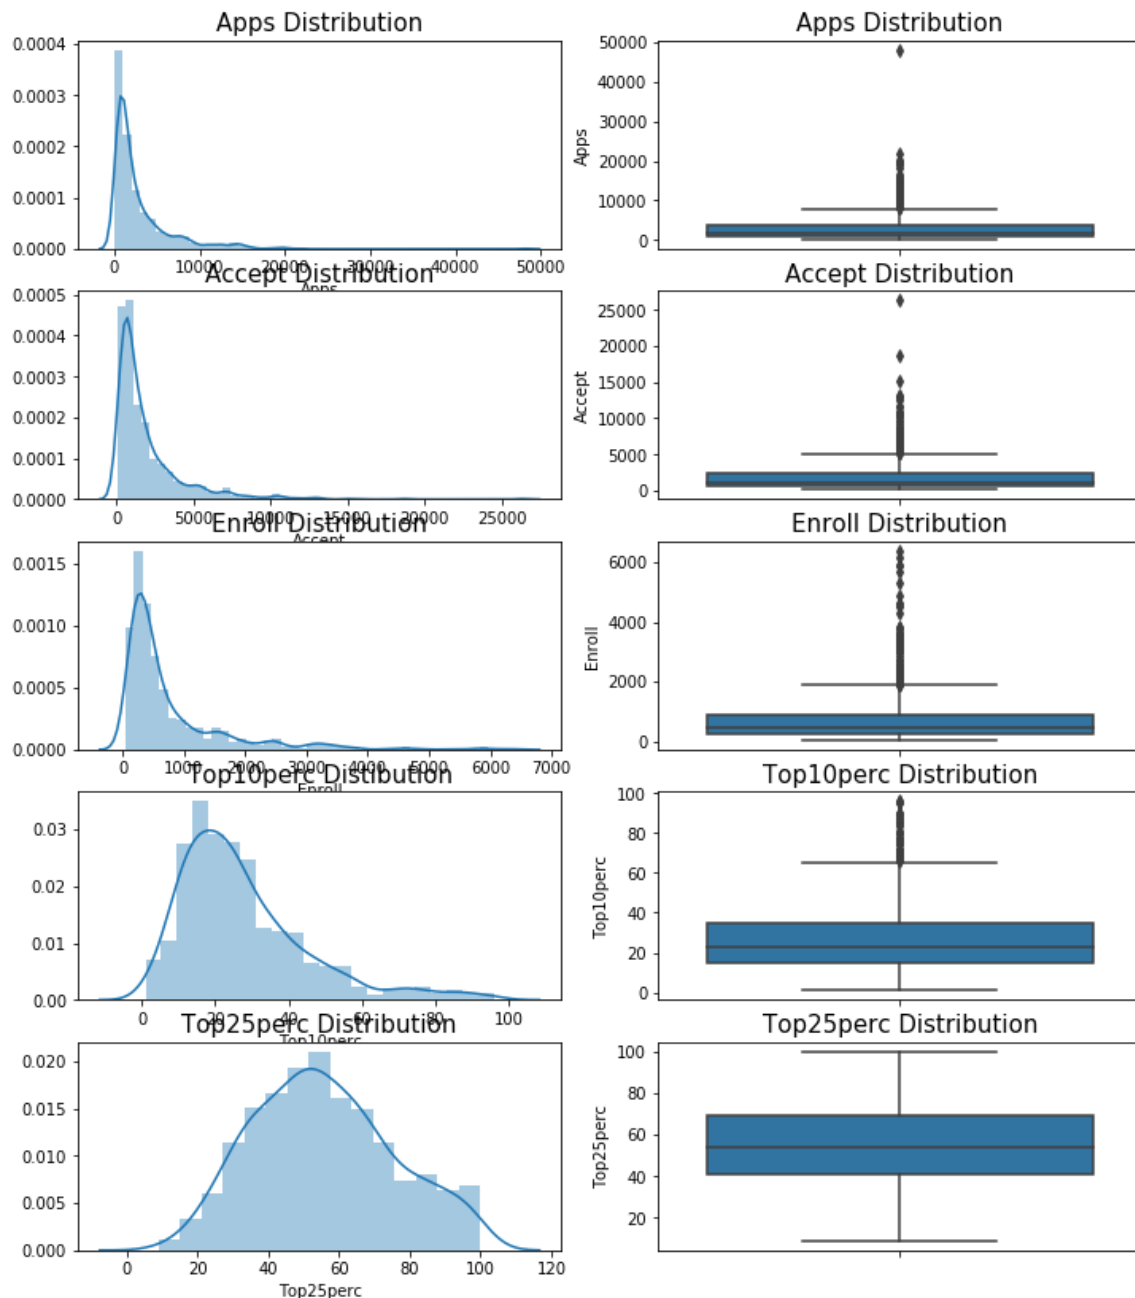 Apps Distribution
0.0004
0.0003
0.0002
0.0001
0.0000
0 10000 20000 30000 40000 50000
Apps
Apps Distribution
50000
40000
30000
20000
10000
0
Apps
Accept Distribution
0.0005
0.0004
0.0003
0.0002
0.0001
0.0000
0 5000 10000 15000 20000 25000
Accept
Accept Distribution
25000
20000
15000
10000
5000
0
Accept
Enroll Distribution
0.0015
0.0010
0.0005
0.0000
0 1000 2000 3000 4000 5000 6000 7000
Enroll
Enroll Distribution
6000
4000
2000
0
Enroll
Top10perc Distribution
0.03
0.02
0.01
0.00
0 20 40 60 80 100
Top10perc
Top10perc Distribution
100
80
60
40
20
0
Top10perc
Top25perc Distribution
0.020
0.015
0.010
0.005
0.000
0 20 40 60 80 100 120
Top25perc
Top25perc Distribution
100
80
60
40
20
Top25perc